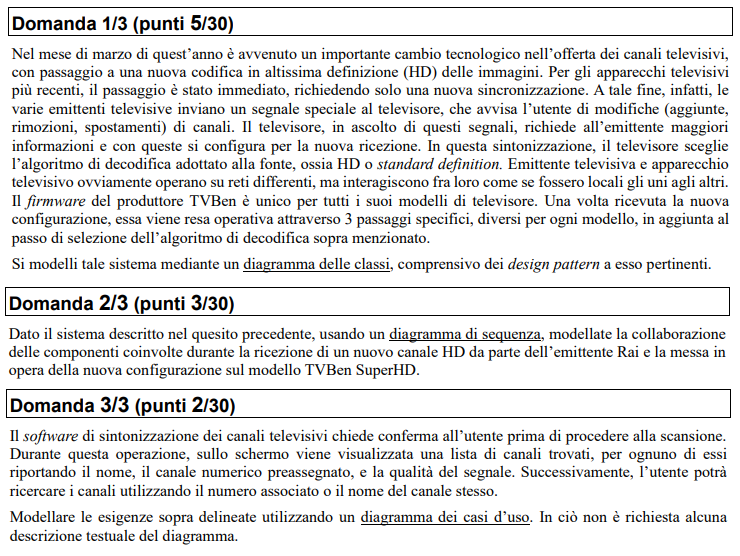 Domanda 1/3 (punti 5/30)
Nel mese di marzo di quest'anno è avvenuto un importante cambio tecnologico nell'offerta dei canali televisivi,
con passaggio a una nuova codifica in altissima definizione (HD) delle immagini. Per gli apparecchi televisivi
più recenti, il passaggio è stato immediato, richiedendo solo una nuova sincronizzazione. A tale fine, infatti, le
varie emittenti televisive inviano un segnale speciale al televisore, che avvisa l'utente di modifiche (aggiunte,
rimozioni, spostamenti) di canali. Il televisore, in ascolto di questi segnali, richiede all'emittente maggiori
informazioni e con queste si configura per la nuova ricezione. In questa sintonizzazione, il televisore sceglie
l'algoritmo di decodifica adottato alla fonte, ossia HD o standard definition. Emittente televisiva e apparecchio
televisivo ovviamente operano su reti differenti, ma interagiscono fra loro come se fossero locali gli uni agli altri.
Il firmware del produttore TVBen è unico per tutti i suoi modelli di televisore. Una volta ricevuta la nuova
configurazione, essa viene resa operativa attraverso 3 passaggi specifici, diversi per ogni modello, in aggiunta al
passo di selezione dell'algoritmo di decodifica sopra menzionato.
Si modelli tale sistema mediante un diagramma delle classi, comprensivo dei design pattern a esso pertinenti.
Domanda 2/3 (punti 3/30)
Dato il sistema descritto nel quesito precedente, usando un diagramma di sequenza, modellate la collaborazione
delle componenti coinvolte durante la ricezione di un nuovo canale HD da parte dell'emittente Rai e la messa in
opera della nuova configurazione sul modello TVBen SuperHD.
Domanda 3/3 (punti 2/30)
Il software di sintonizzazione dei canali televisivi chiede conferma all'utente prima di procedere alla scansione.
Durante questa operazione, sullo schermo viene visualizzata una lista di canali trovati, per ognuno di essi
riportando il nome, il canale numerico preassegnato, e la qualità del segnale. Successivamente, l'utente potrà
ricercare i canali utilizzando il numero associato o il nome del canale stesso.
Modellare le esigenze sopra delineate utilizzando un diagramma dei casi d'uso. In ciò non è richiesta alcuna
descrizione testuale del diagramma.